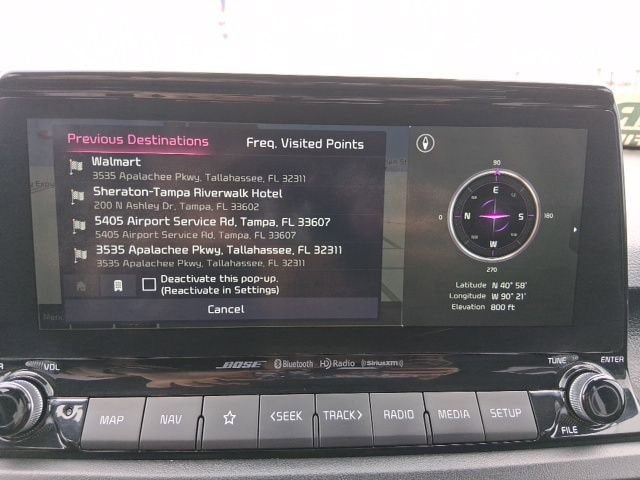 Previous Destinations
Freq. Visited Points
Walmart
3535 Apalachee Pkwy, Tallahassee, FL 32311
Sheraton-Tampa Riverwalk Hotel
200 N Ashley Dr, Tampa, FL 33602
5405 Airport Service Rd, Tampa, FL 33607
5405 Airport Service Rd, Tampa, FL 33607
3535 Apalachee Pkwy, Tallahassee, FL 32311
3535 Apalachee Pkwy, Tallahassee, FL 32311
Deactivate this pop-up.
(Reactivate in Settings)
Cancel
90
E
0
N
S
180
W
270
Latitude N 40° 58'
Longitude W 90° 21'
Elevation 800 ft
VOL
BOSE
Bluetooth
HD Radio
((SiriusXM))
TUNE
ENTER
MAP
NAV
<SEEK
TRACK>
RADIO
MEDIA
SETUP
FILE